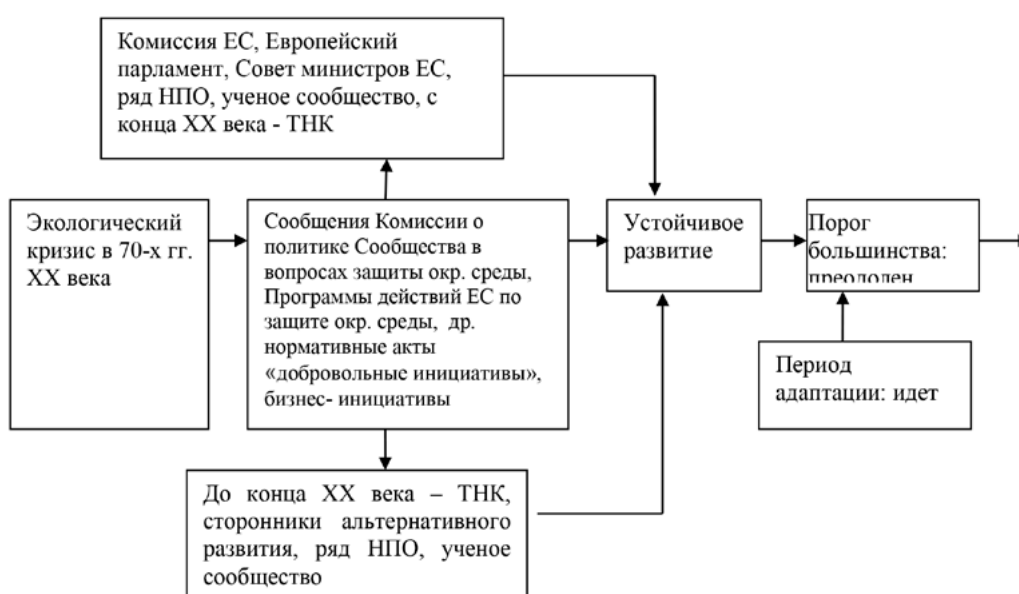 Комиссия ЕС, Европейский
парламент, Совет министров ЕС,
ряд НПО, ученое сообщество, с
конца XX века - ТНК
Экологический
кризис в 70-х гг.
XX века
Сообщения Комиссии о
политике Сообщества в
вопросах защиты окр. среды,
Программы действий ЕС по
защите окр. среды, др.
нормативные акты
«добровольные инициативы»,
бизнес- инициативы
Устойчивое
развитие
Порог
большинства:
преодолен
Период
адаптации: идет
До конца XX века – ТНК,
сторонники альтернативного
развития, ряд НПО, ученое
сообщество